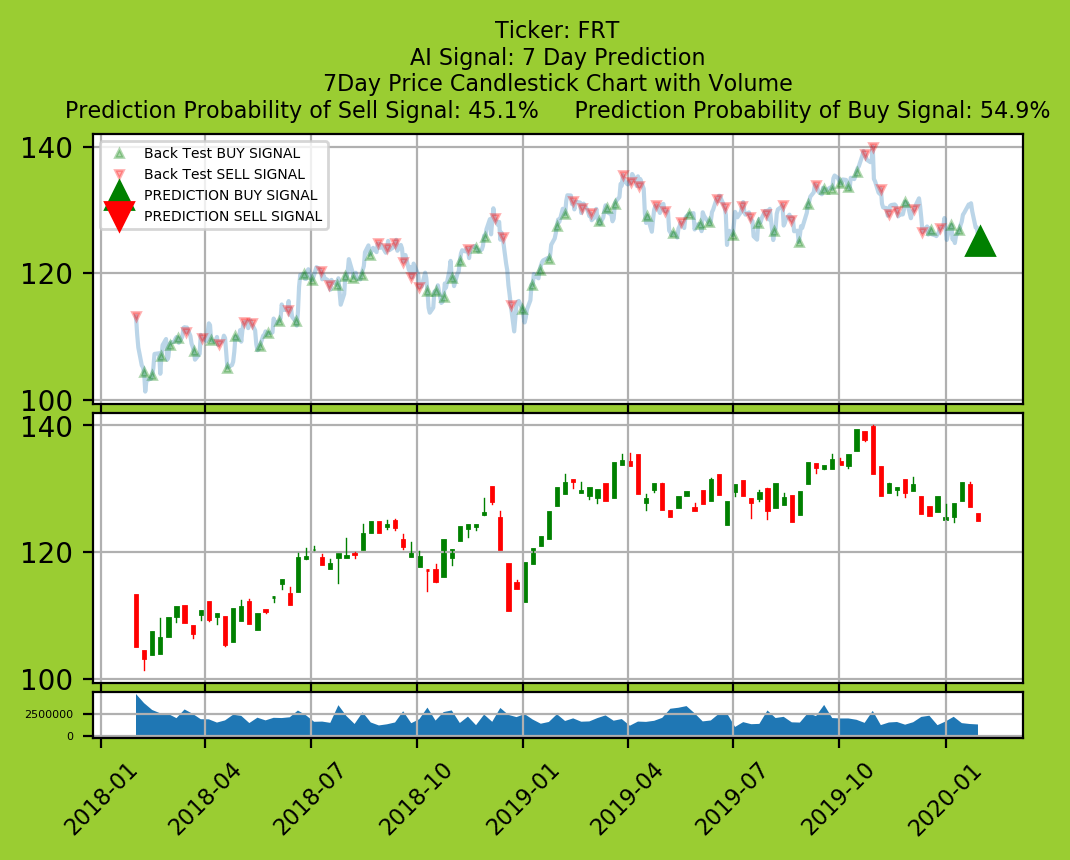 Ticker: FRT
AI Signal: 7 Day Prediction
7Day Price Candlestick Chart with Volume
Prediction Probability of Sell Signal: 45.1%     Prediction Probability of Buy Signal: 54.9%
Back Test BUY SIGNAL
Back Test SELL SIGNAL
PREDICTION BUY SIGNAL
PREDICTION SELL SIGNAL
140
120
100
140
120
100
2500000
0
2018-01
2018-04
2018-07
2018-10
2019-01
2019-04
2019-07
2019-10
2020-01